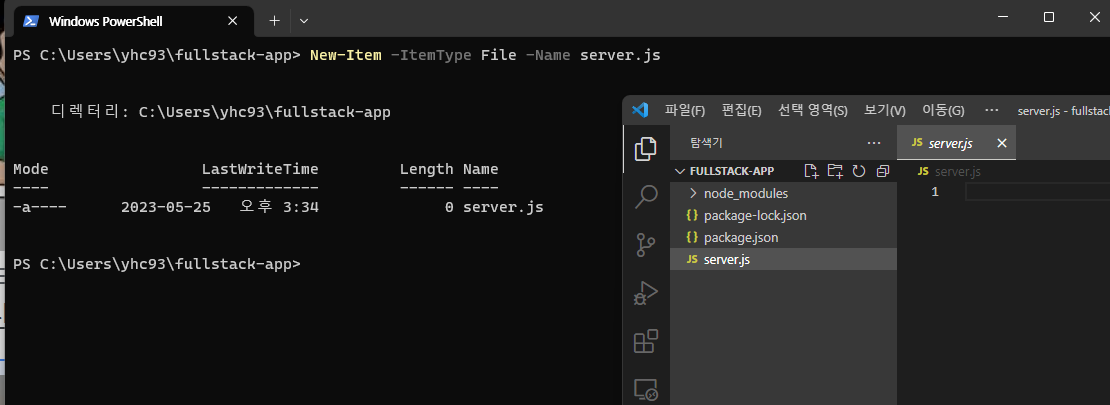 Windows PowerShell
PS C:\Users\yhc93\fullstack-app> New-Item -ItemType File -Name server.js
디렉터리: C:\Users\yhc93\fullstack-app
Mode LastWriteTime Length Name
---- ------------- ------ ----
-a---- 2023-05-25 오후 3:34 0 server.js
PS C:\Users\yhc93\fullstack-app>
파일(F) 편집(E) 선택 영역(S) 보기(V) 이동(G) ··· server.js - fullstac
탐색기 ···
server.js
FULLSTACK-APP
server.js
node_modules
1
package-lock.json
package.json
server.js